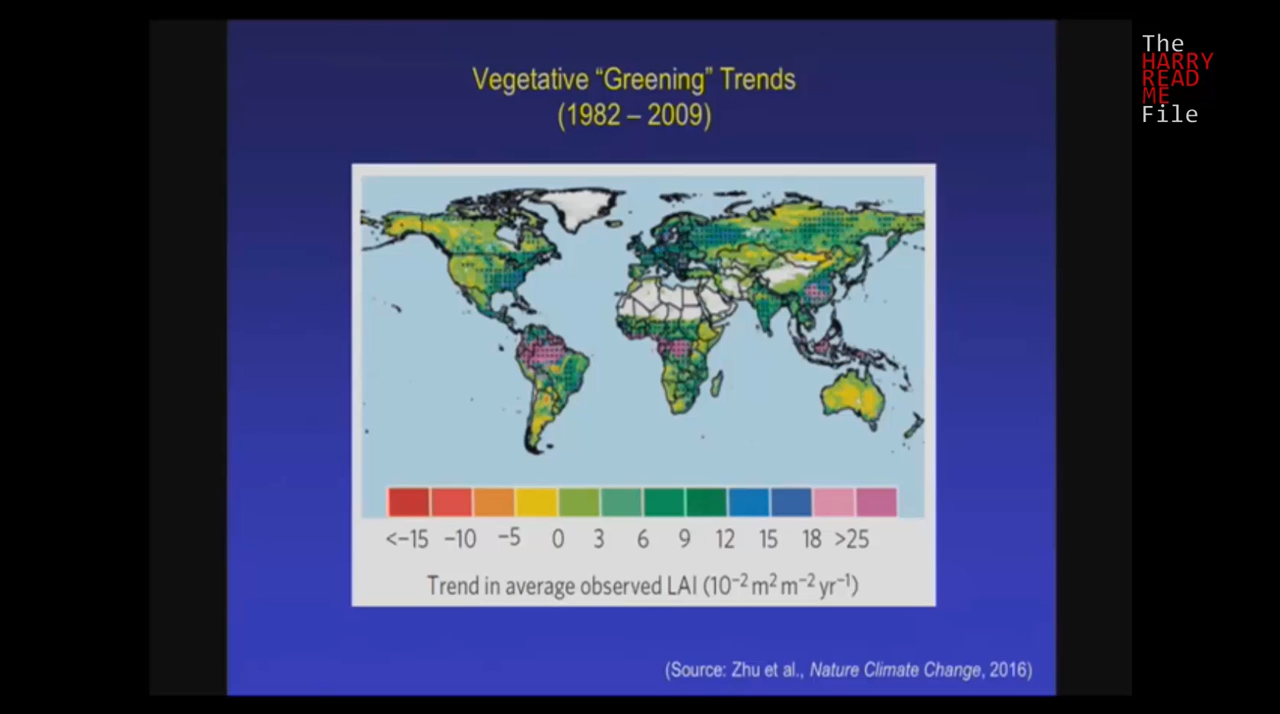 The
HARRY
READ
ME
File
Vegetative “Greening” Trends
(1982 – 2009)
<–15 –10 –5 0 3 6 9 12 15 18 >25
Trend in average observed LAI (10⁻² m² m⁻² yr⁻¹)
(Source: Zhu et al., Nature Climate Change, 2016)